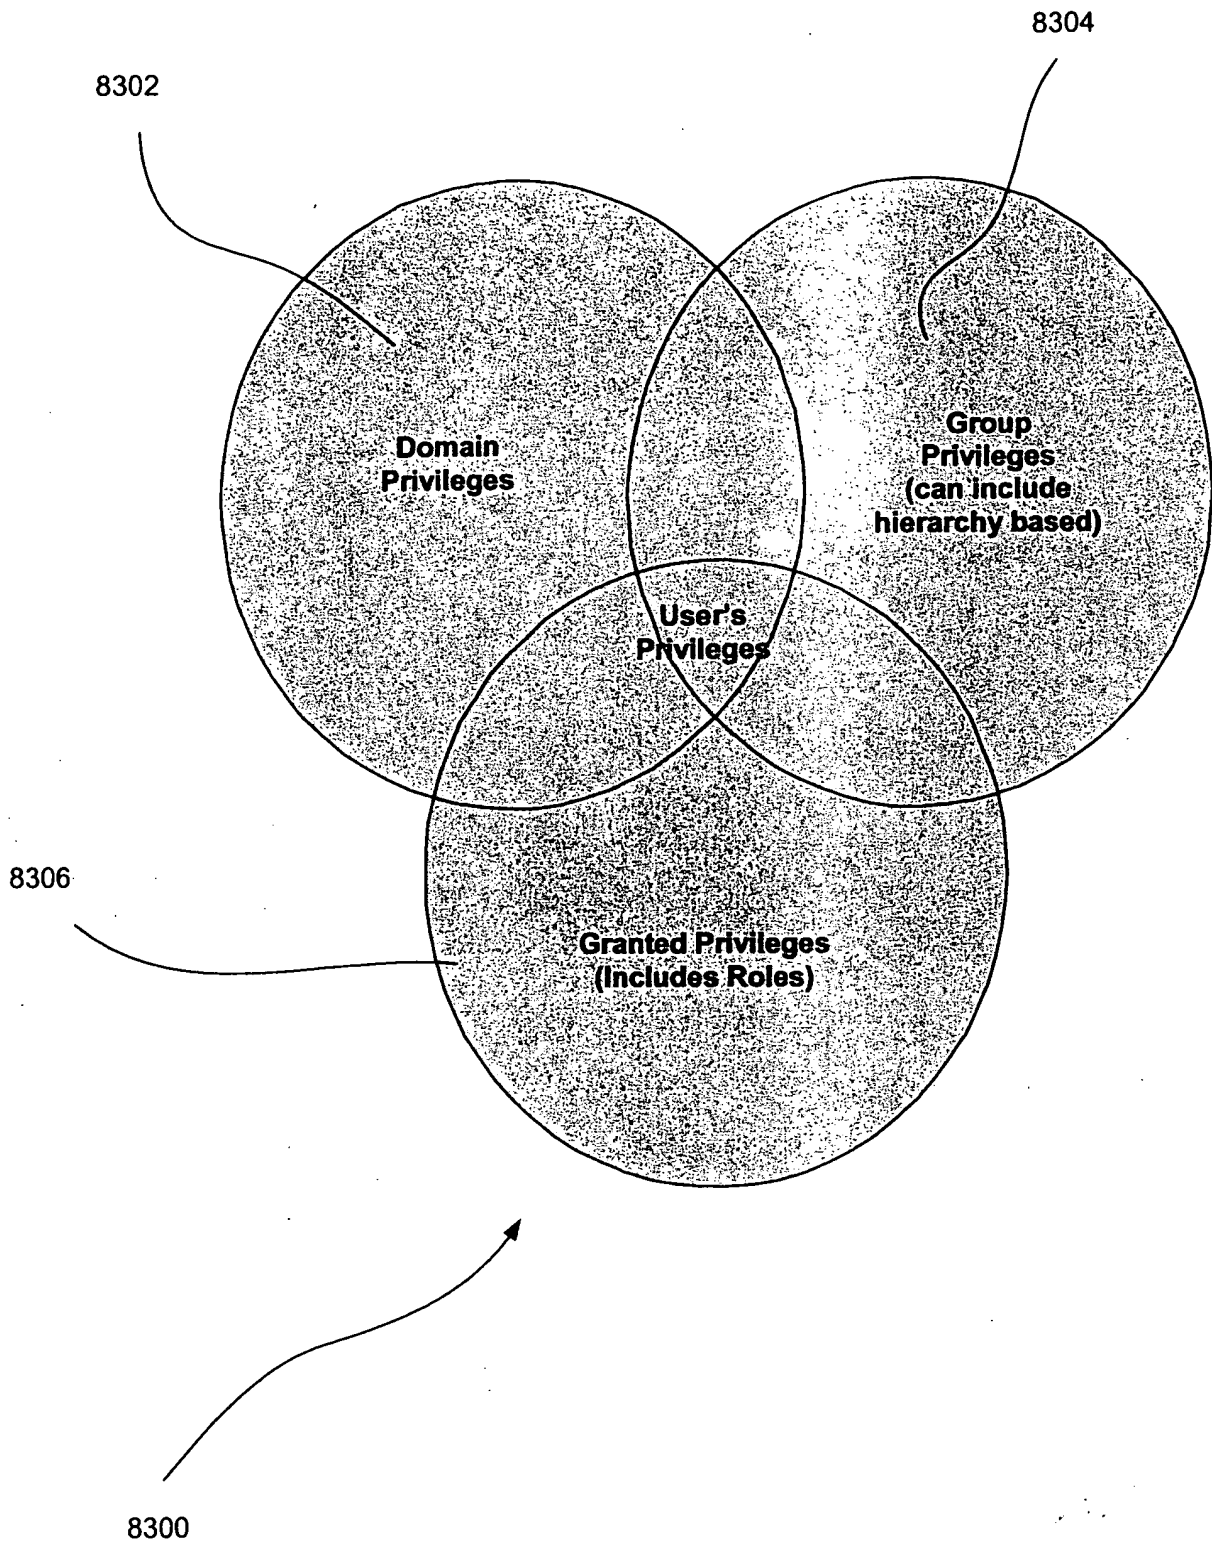 8304
8302
Domain
Privileges
Group
Privileges
(can include
hierarchy based)
User's
Privileges
8306
Granted Privileges
(Includes Roles)
8300